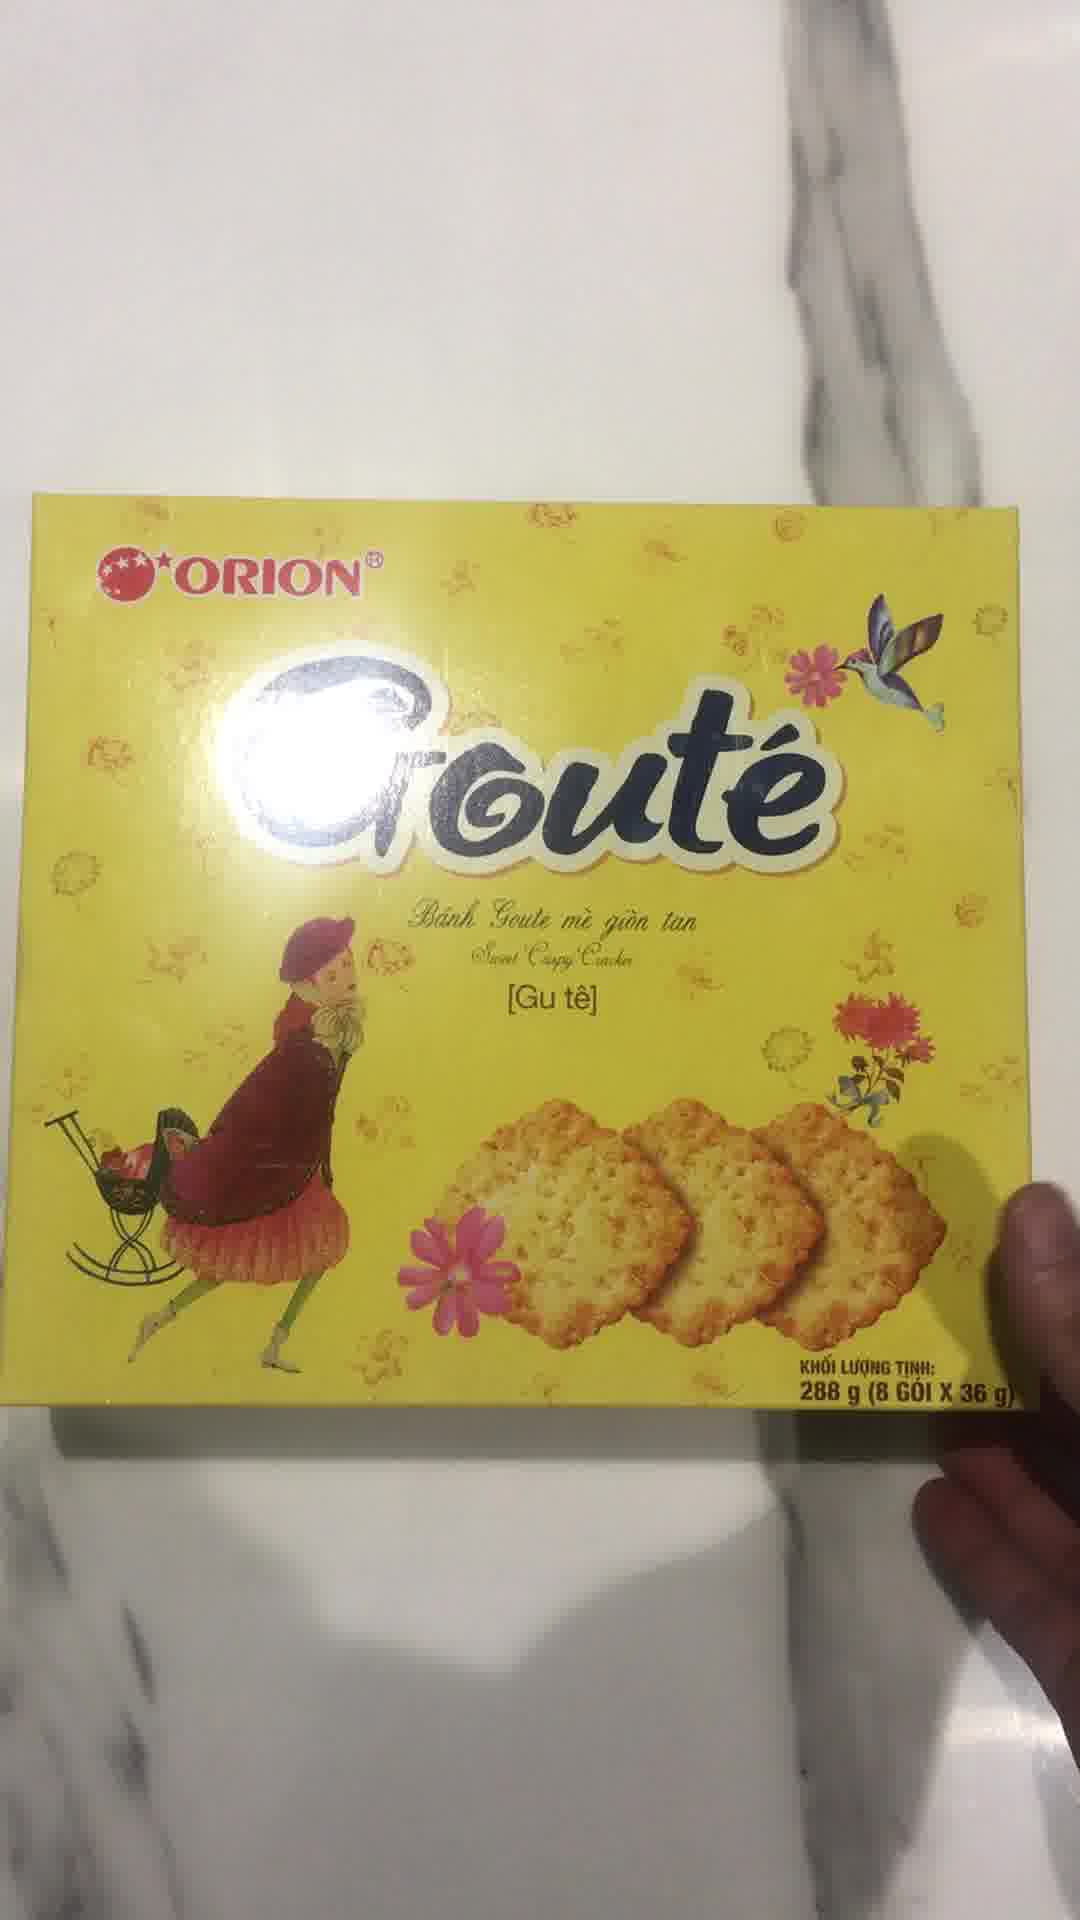 ORION®
Gouté
Bánh Goute mè giòn tan
Sweet Crispy Cracker
[Gu tê]
KHỐI LƯỢNG TỊNH:
288 g (8 GÓI X 36 g)